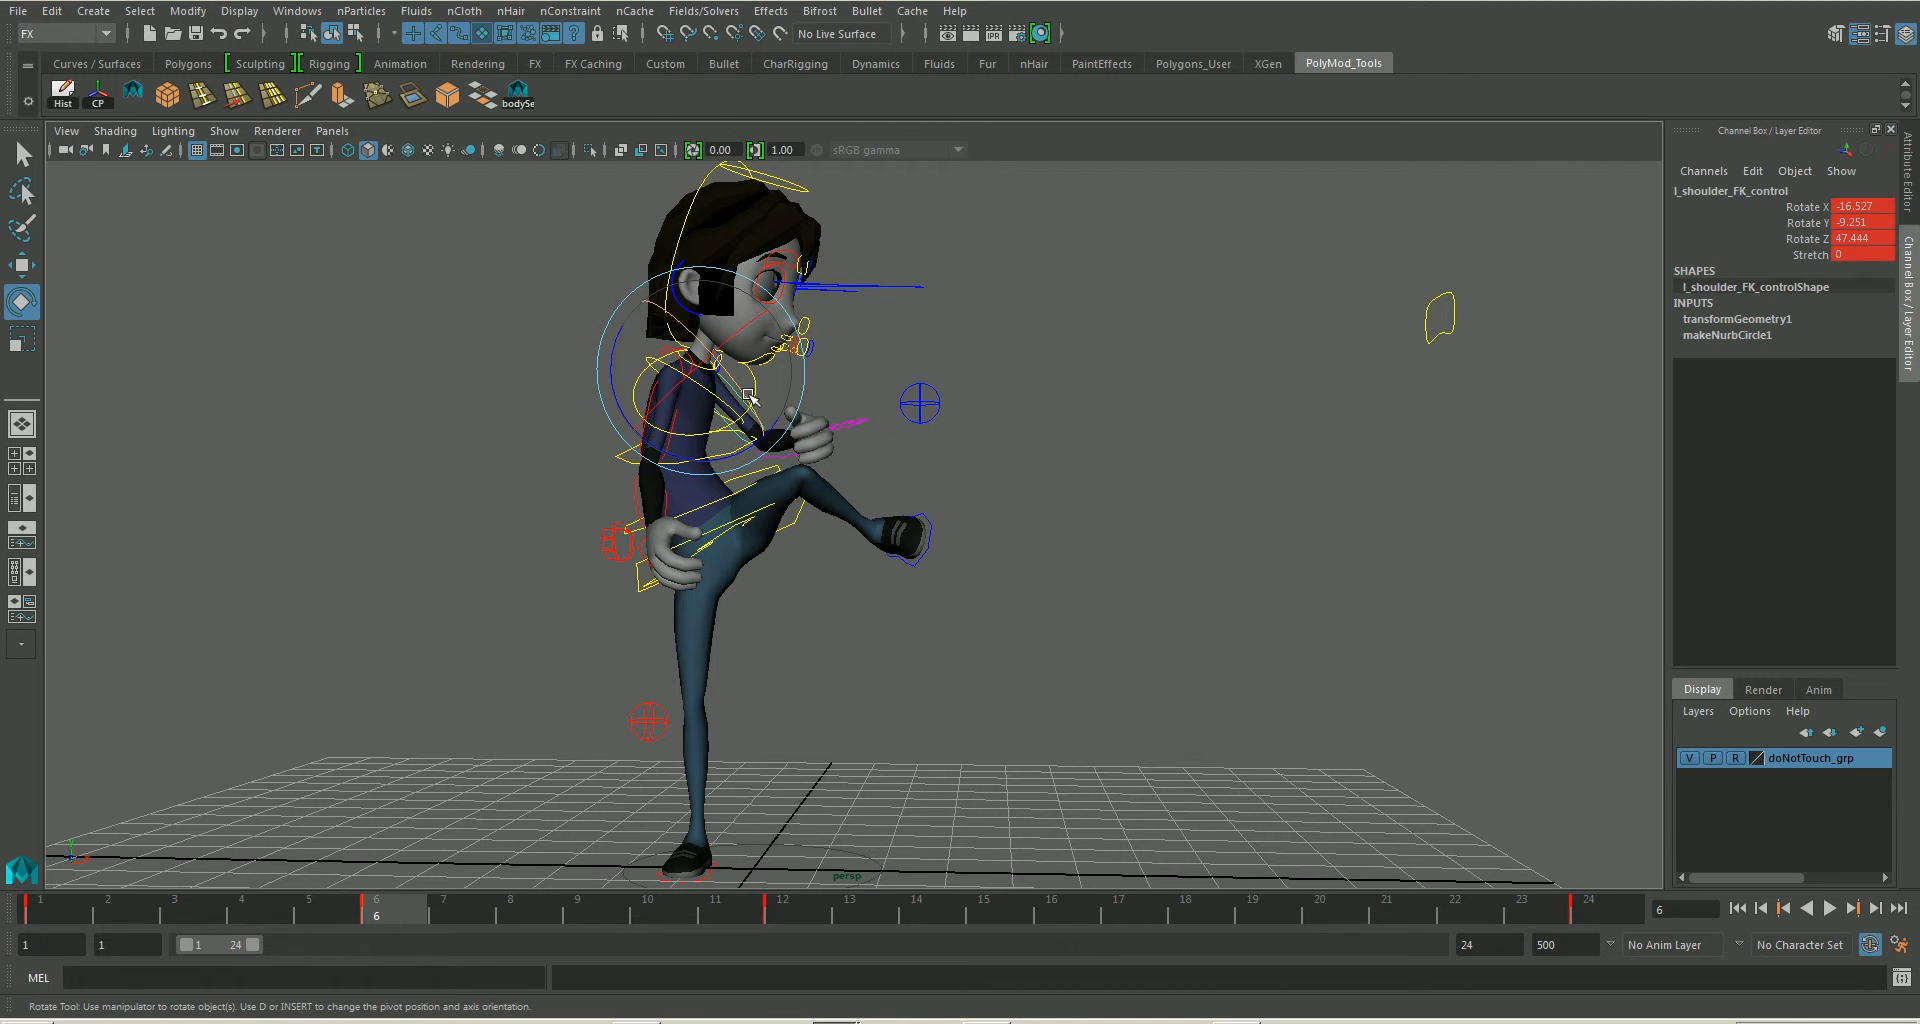 File Edit Create Select Modify Display Windows nParticles Fluids nCloth nHair nConstraint nCache Fields/Solvers Effects Bifrost Bullet Cache Help
FX No Live Surface
Curves / Surfaces Polygons Sculpting Rigging Animation Rendering FX FX Caching Custom Bullet CharRigging Dynamics Fluids Fur nHair PaintEffects Polygons_User XGen PolyMod_Tools
Hist CP bodySe
View Shading Lighting Show Renderer Panels
0.00 1.00 sRGB gamma
Channel Box / Layer Editor
Channels Edit Object Show
l_shoulder_FK_control
Rotate X -16.527
Rotate Y -9.251
Rotate Z 47.444
Stretch 0
SHAPES
l_shoulder_FK_controlShape
INPUTS
transformGeometry1
makeNurbCircle1
Attribute Editor
Channel Box / Layer Editor
Display Render Anim
Layers Options Help
V P R doNotTouch_grp
persp
1 2 3 4 5 6 7 8 9 10 11 12 13 14 15 16 17 18 19 20 21 22 23 24
6
6
1 1 1 24 24 500 No Anim Layer No Character Set
MEL
Rotate Tool: Use manipulator to rotate object(s). Use D or INSERT to change the pivot position and axis orientation.